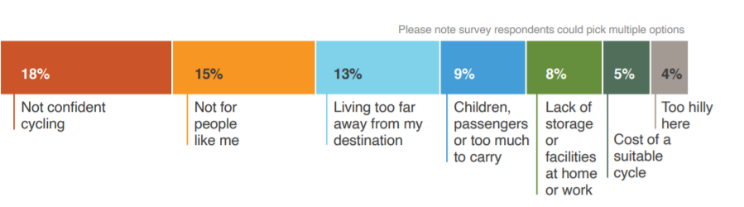 Please note survey respondents could pick multiple options
18%
15%
13%
9%
8%
5%
4%
Not confident
cycling
Not for
people
like me
Living too far
away from my
destination
Children,
passengers
or too much
to carry
Lack of
storage
or
facilities
at home
or work
Cost of a
suitable
cycle
Too hilly
here